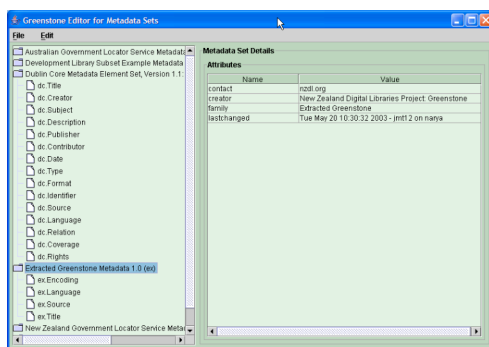 Greenstone Editor for Metadata Sets
File Edit
Australian Government Locator Service Metadata
Development Library Subset Example Metadata
Dublin Core Metadata Element Set, Version 1.1:
dc.Title
dc.Creator
dc.Subject
dc.Description
dc.Publisher
dc.Contributor
dc.Date
dc.Type
dc.Format
dc.Identifier
dc.Source
dc.Language
dc.Relation
dc.Coverage
dc.Rights
Extracted Greenstone Metadata 1.0 (ex)
ex.Encoding
ex.Language
ex.Source
ex.Title
New Zealand Government Locator Service Metad
Metadata Set Details
Attributes
Name Value
contact nzdl.org
creator New Zealand Digital Libraries Project: Greenstone
family Extracted Greenstone
lastchanged Tue May 20 10:30:32 2003 - jmt12 on narya